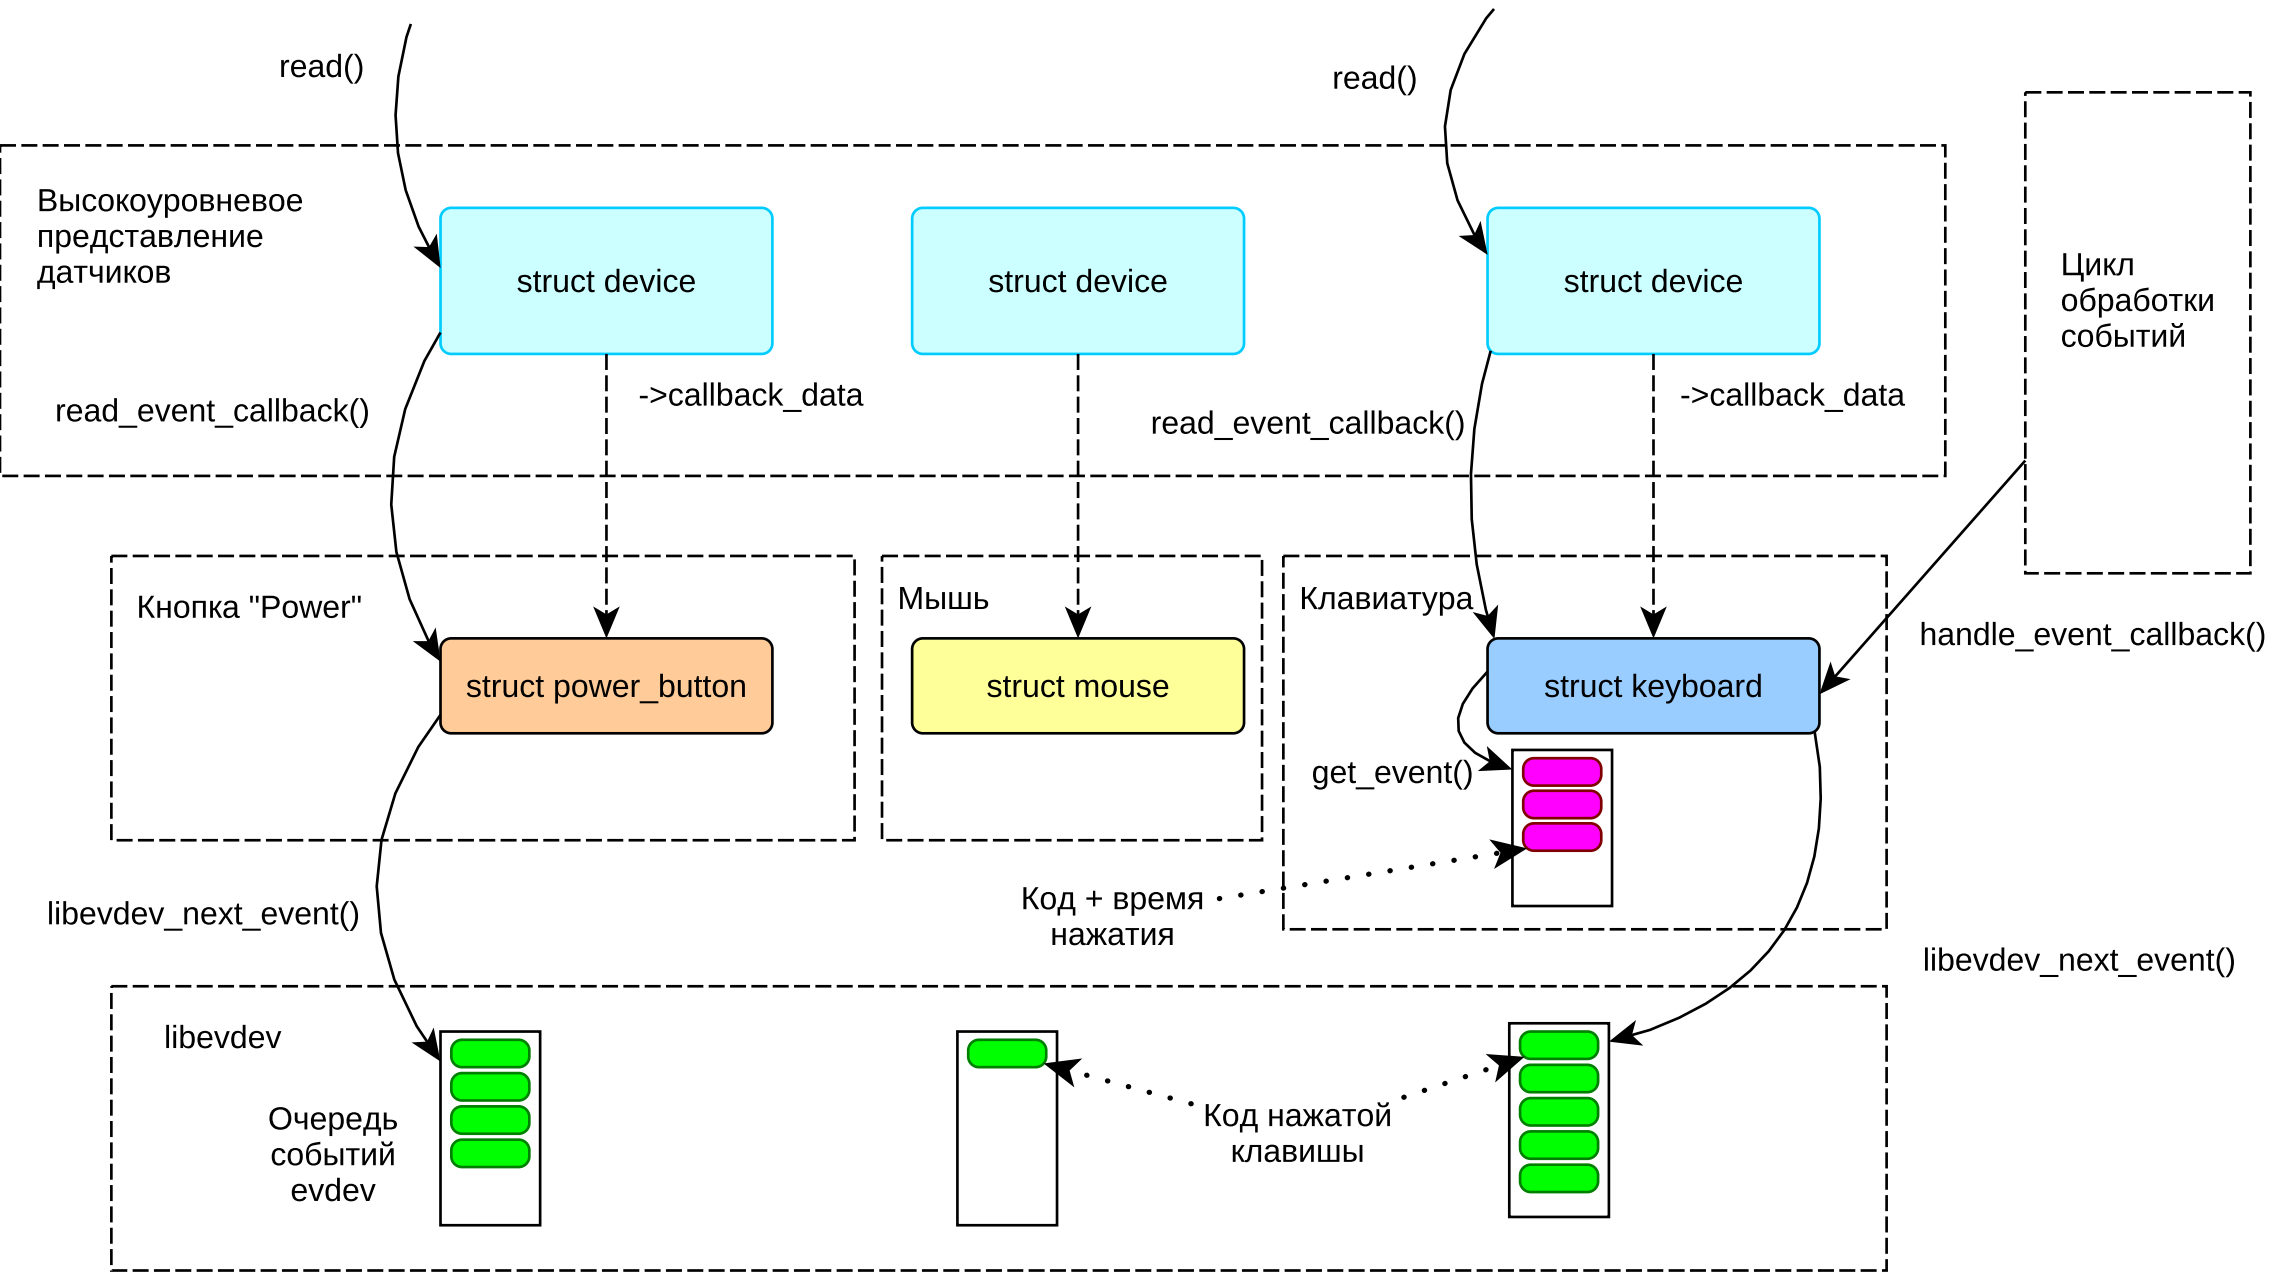 read()
read()
Высокоуровневое
представление
датчиков
struct device
struct device
struct device
Цикл
обработки
событий
->callback_data
->callback_data
read_event_callback()
read_event_callback()
Кнопка "Power"
Мышь
Клавиатура
handle_event_callback()
struct power_button
struct mouse
struct keyboard
get_event()
Код + время
нажатия
libevdev_next_event()
libevdev_next_event()
libevdev
Очередь
событий
evdev
Код нажатой
клавишы